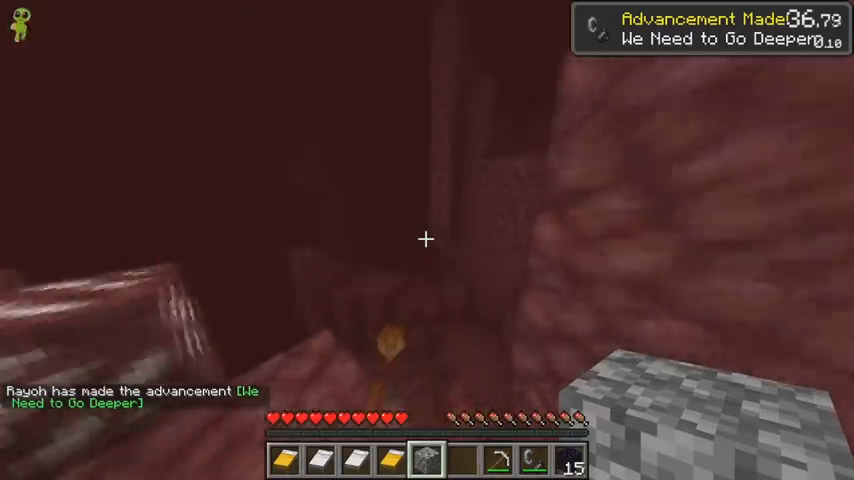 Advancement Made! 36.79
We Need to Go Deeper 0.10
Rayoh has made the advancement [We
Need to Go Deeper]
15